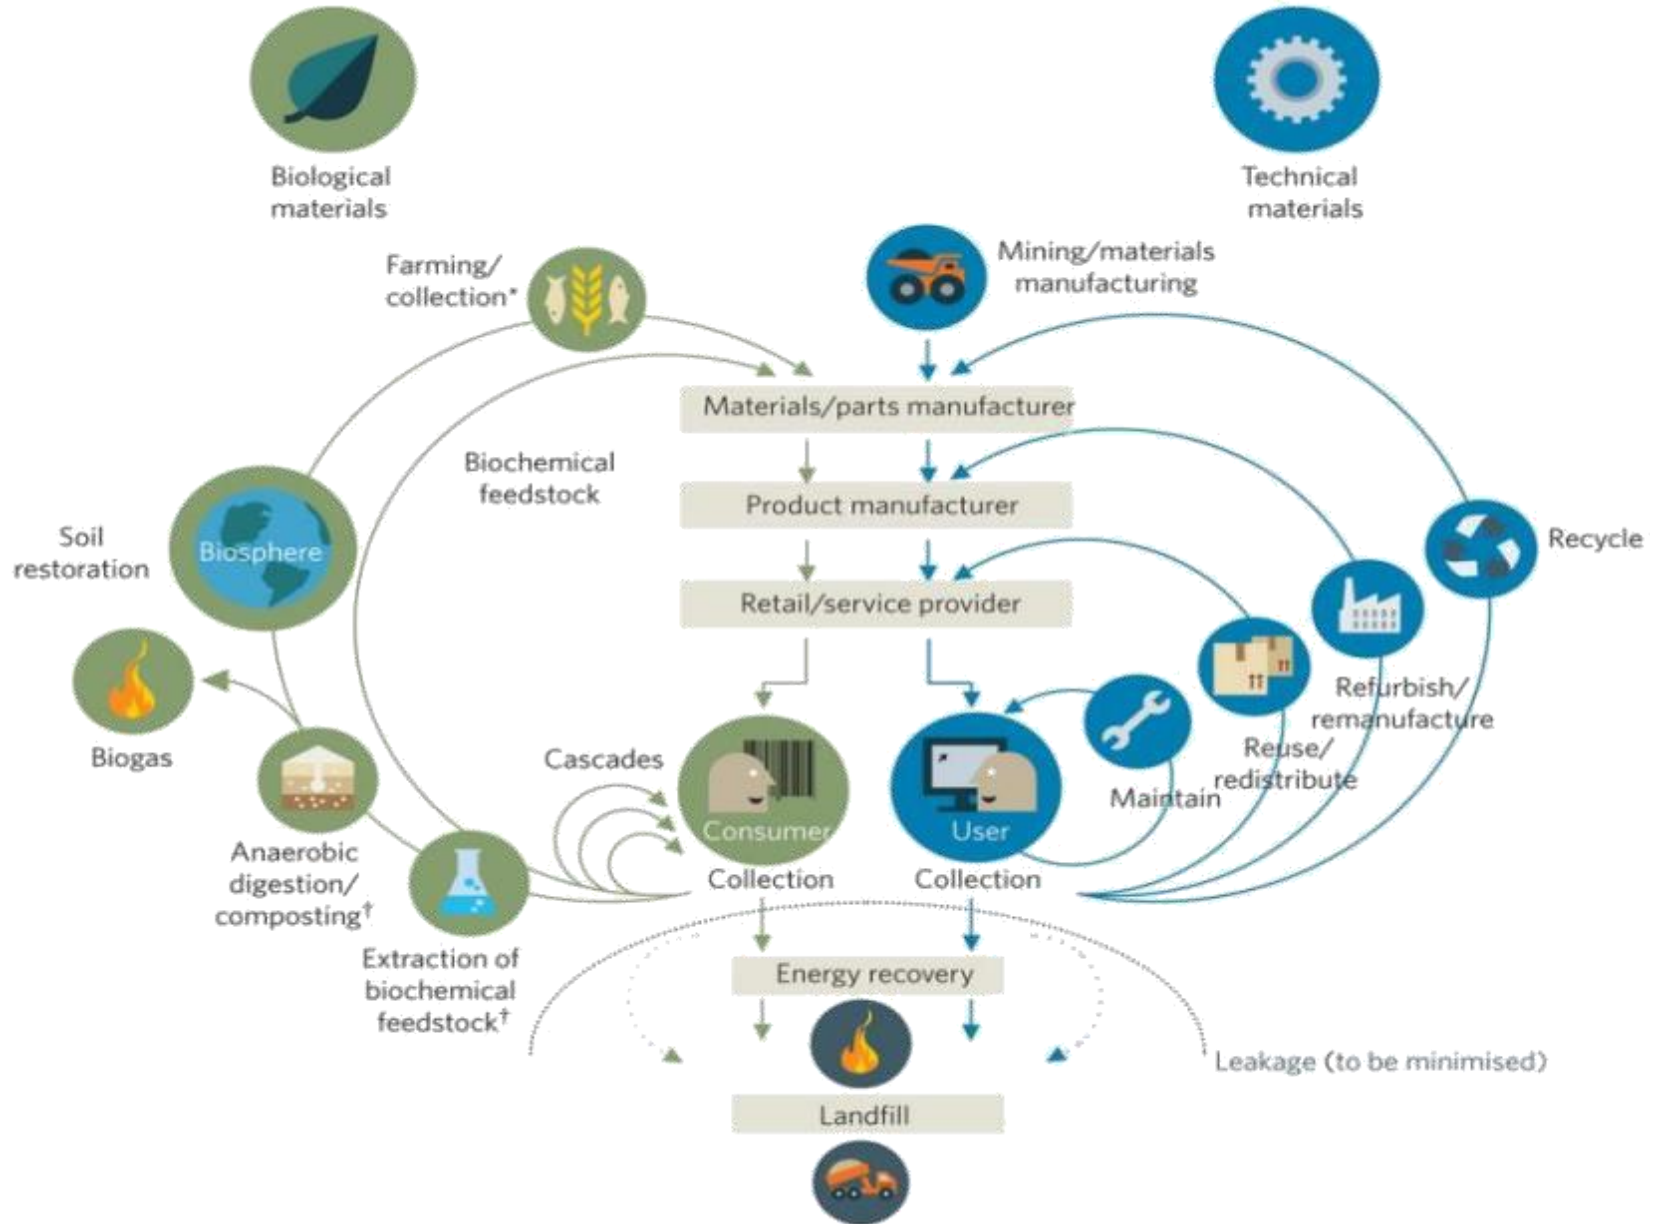 Biological
materials
Technical
materials
Farming/
collection*
Mining/materials
manufacturing
Materials/parts manufacturer
Biochemical
feedstock
Product manufacturer
Soil
restoration
Biosphere
Recycle
Retail/service provider
Biogas
Refurbish/
remanufacture
Reuse/
redistribute
Cascades
Maintain
Consumer
User
Anaerobic
digestion/
composting†
Collection
Collection
Extraction of
biochemical
feedstock†
Energy recovery
Leakage (to be minimised)
Landfill